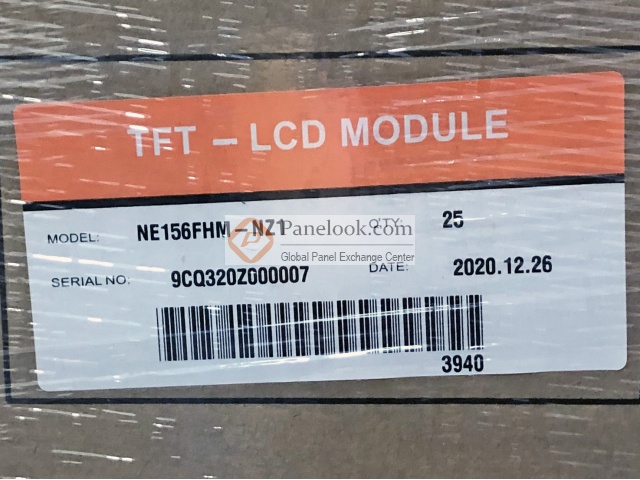 TFT - LCD MODULE
MODEL: NE156FHM-NZ1 Q'TY: 25
Panelook.com
Global Panel Exchange Center
SERIAL NO: 9CQ320Z000007 DATE: 2020.12.26
3940